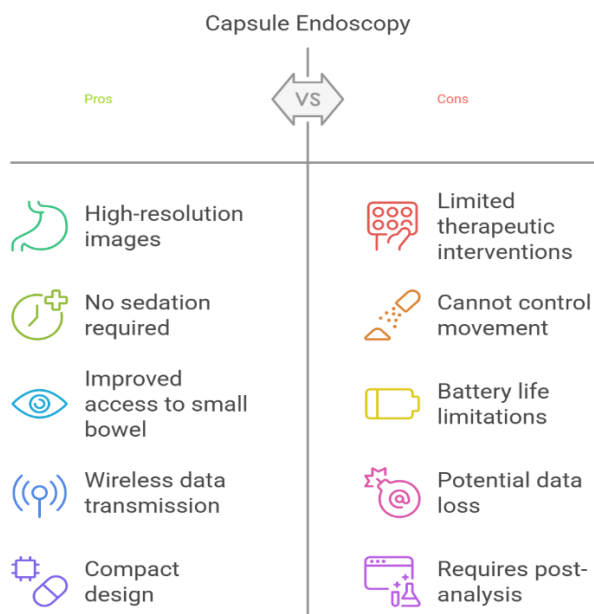 Capsule Endoscopy
Pros
VS
Cons
High-resolution
images
Limited
therapeutic
interventions
No sedation
required
Cannot control
movement
Improved
access to small
bowel
Battery life
limitations
Wireless data
transmission
Potential data
loss
Compact
design
Requires post-
analysis